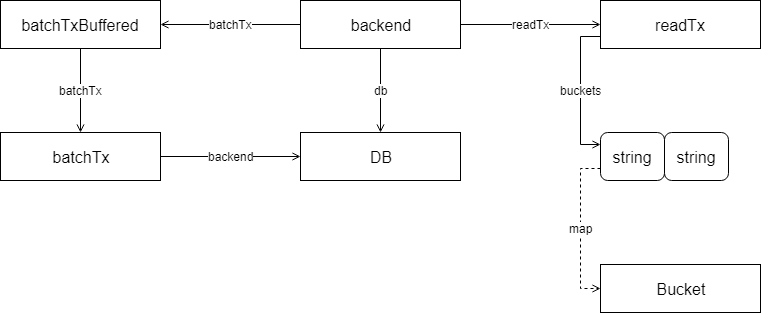 batchTxBuffered
batchTx
backend
readTx
readTx
batchTx
db
buckets
batchTx
backend
DB
string
string
map
Bucket